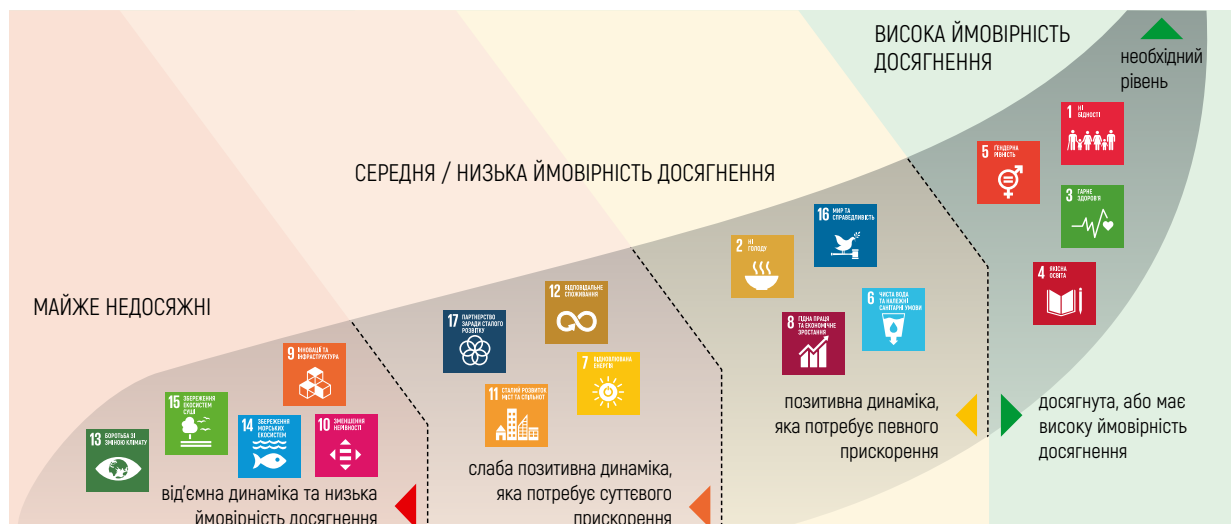 ВИСОКА ЙМОВІРНІСТЬ
ДОСЯГНЕННЯ
необхідний
рівень
СЕРЕДНЯ / НИЗЬКА ЙМОВІРНІСТЬ ДОСЯГНЕННЯ
МАЙЖЕ НЕДОСЯЖНІ
1 НІ
БІДНОСТІ
5 ГЕНДЕРНА
РІВНІСТЬ
3 ГАРНЕ
ЗДОРОВ'Я
4 ЯКІСНА
ОСВІТА
16 МИР ТА
СПРАВЕДЛИВІСТЬ
2 НІ
ГОЛОДУ
6 ЧИСТА ВОДА
ТА НАЛЕЖНІ
САНІТАРНІ УМОВИ
8 ГІДНА ПРАЦЯ
ТА ЕКОНОМІЧНЕ
ЗРОСТАННЯ
12 ВІДПОВІДАЛЬНЕ
СПОЖИВАННЯ
17 ПАРТНЕРСТВО
ЗАРАДИ СТАЛОГО
РОЗВИТКУ
7 ВІДНОВЛЮВАНА
ЕНЕРГІЯ
11 СТАЛИЙ РОЗВИТОК
МІСТ ТА СПІЛЬНОТ
9 ІННОВАЦІЇ ТА
ІНФРАСТРУКТУРА
15 ЗБЕРЕЖЕННЯ
ЕКОСИСТЕМ
СУШІ
14 ЗБЕРЕЖЕННЯ
МОРСЬКИХ
ЕКОСИСТЕМ
10 ЗМЕНШЕННЯ
НЕРІВНОСТІ
13 БОРОТЬБА ЗІ
ЗМІНОЮ КЛІМАТУ
від'ємна динаміка та низька
ймовірність досягнення
слаба позитивна динаміка,
яка потребує суттєвого
прискорення
позитивна динаміка,
яка потребує певного
прискорення
досягнута, або має
високу ймовірність
досягнення